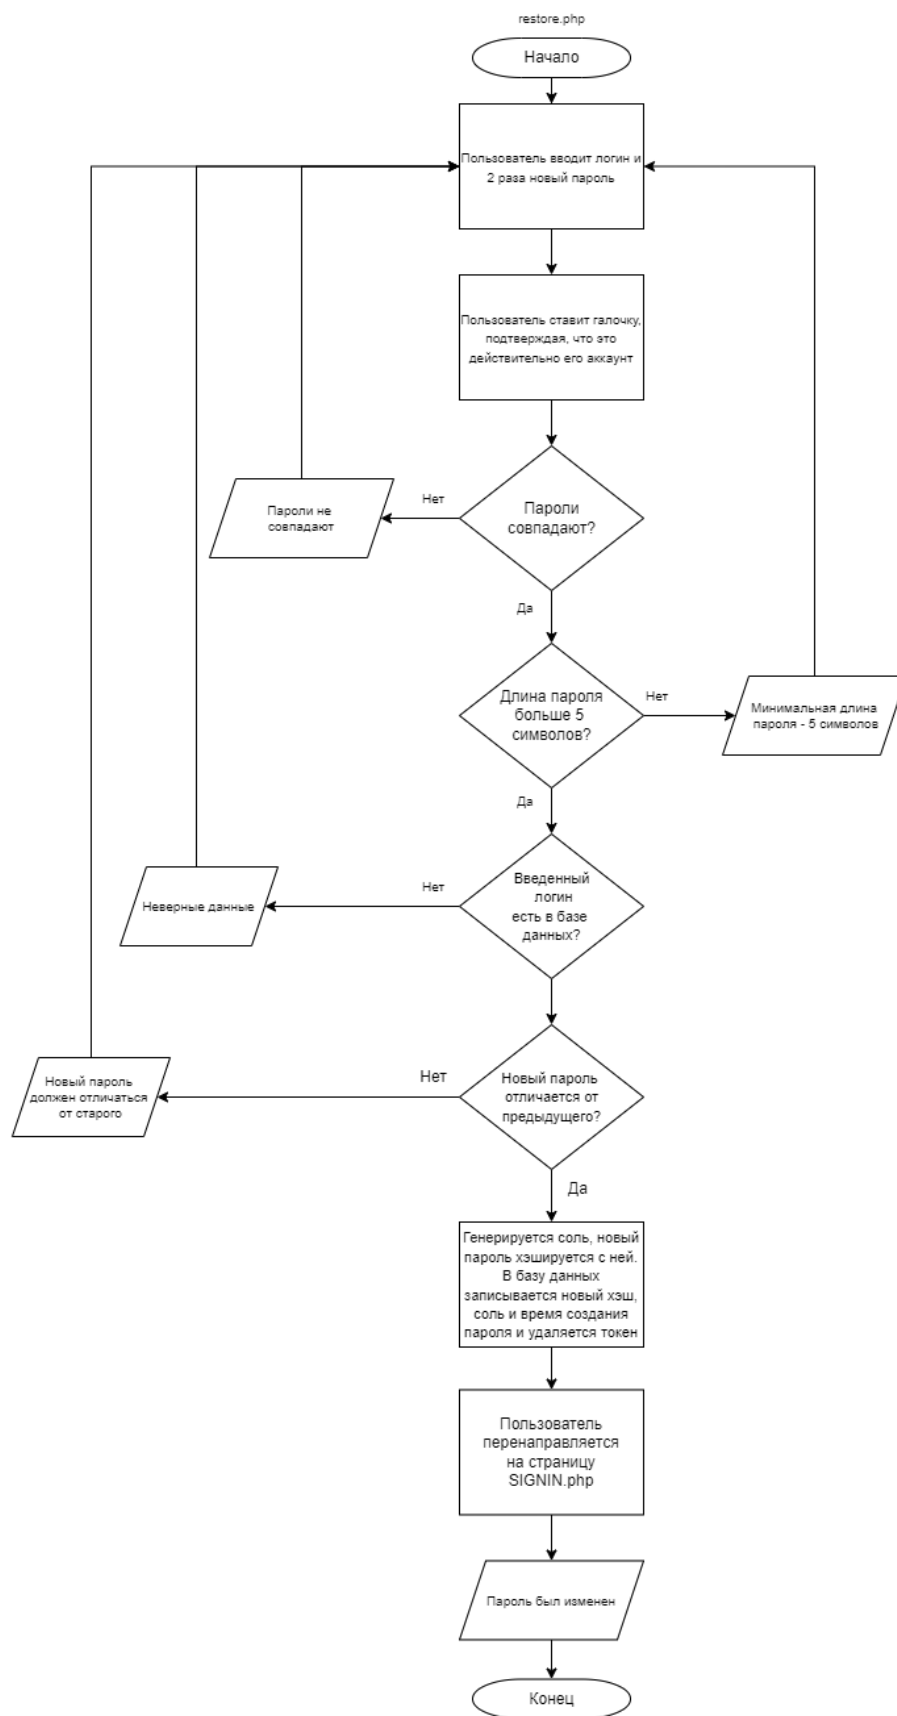 restore.php
Начало
Пользователь вводит логин и
2 раза новый пароль
Пользователь ставит галочку,
подтверждая, что это
действительно его аккаунт
Пароли
совпадают?
Нет
Пароли не
совпадают
Да
Длина пароля
больше 5
символов?
Нет
Минимальная длина
пароля - 5 символов
Да
Введенный
логин
есть в базе
данных?
Нет
Неверные данные
Новый пароль
отличается от
предыдущего?
Нет
Новый пароль
должен отличаться
от старого
Да
Генерируется соль, новый
пароль хэшируется с ней.
В базу данных
записывается новый хэш,
соль и время создания
пароля и удаляется токен
Пользователь
перенаправляется
на страницу
SIGNIN.php
Пароль был изменен
Конец